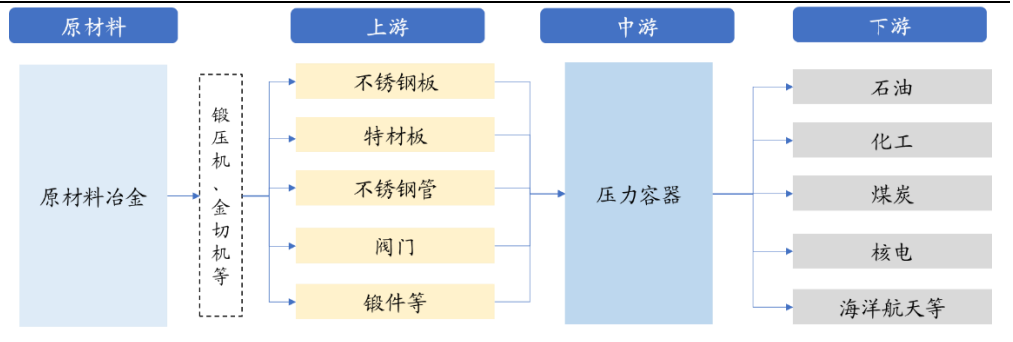 原材料
上游
中游
下游
原材料冶金
锻压机、金切机等
不锈钢板
特材板
不锈钢管
阀门
锻件等
压力容器
石油
化工
煤炭
核电
海洋航天等